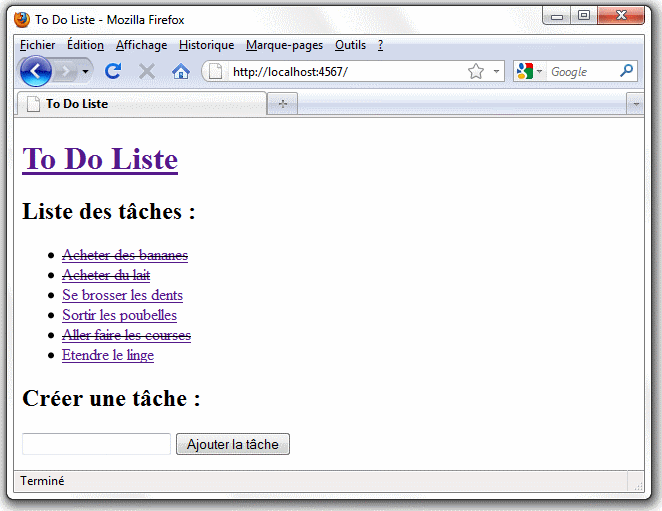 To Do Liste - Mozilla Firefox
Fichier Édition Affichage Historique Marque-pages Outils ?
http://localhost:4567/ Google
To Do Liste
To Do Liste
Liste des tâches :
Acheter des bananes
Acheter du lait
Se brosser les dents
Sortir les poubelles
Aller faire les courses
Etendre le linge
Créer une tâche :
Ajouter la tâche
Terminé